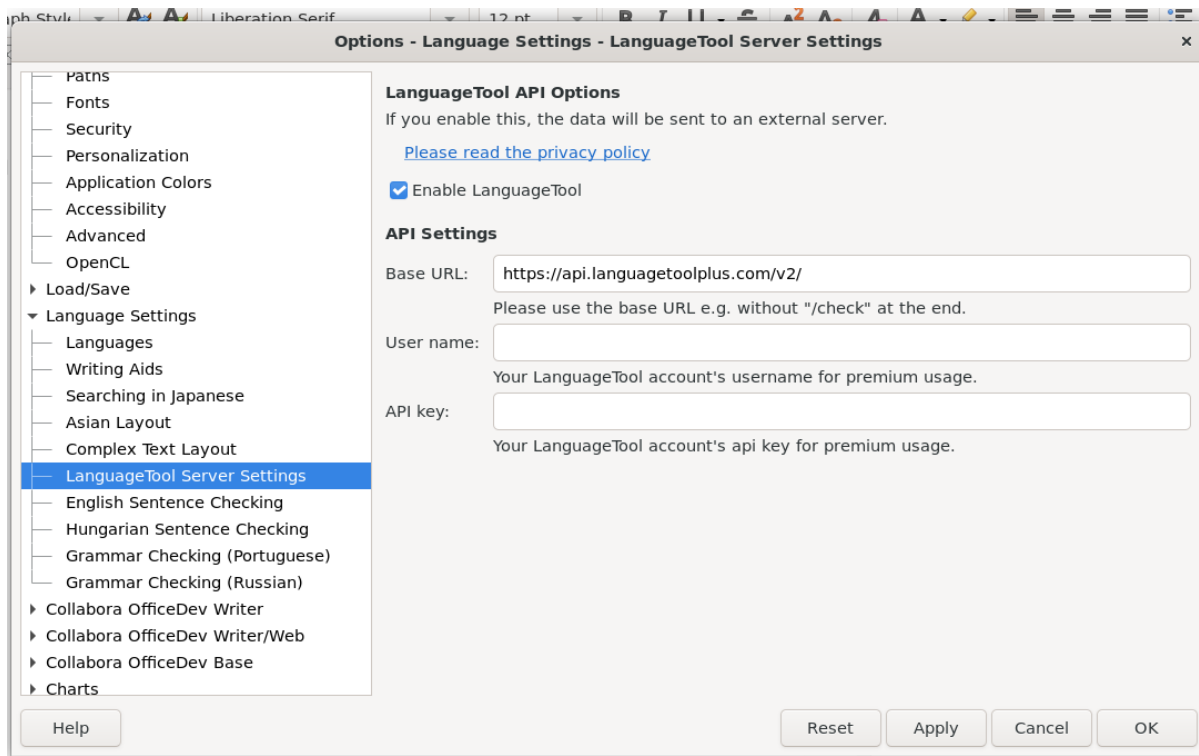 Liberation Serif
12 pt
Options - Language Settings - LanguageTool Server Settings
Paths
Fonts
Security
Personalization
Application Colors
Accessibility
Advanced
OpenCL
Load/Save
Language Settings
Languages
Writing Aids
Searching in Japanese
Asian Layout
Complex Text Layout
LanguageTool Server Settings
English Sentence Checking
Hungarian Sentence Checking
Grammar Checking (Portuguese)
Grammar Checking (Russian)
Collabora OfficeDev Writer
Collabora OfficeDev Writer/Web
Collabora OfficeDev Base
Charts
LanguageTool API Options
If you enable this, the data will be sent to an external server.
Please read the privacy policy
Enable LanguageTool
API Settings
Base URL: https://api.languagetoolplus.com/v2/
Please use the base URL e.g. without "/check" at the end.
User name:
Your LanguageTool account's username for premium usage.
API key:
Your LanguageTool account's api key for premium usage.
Help Reset Apply Cancel OK